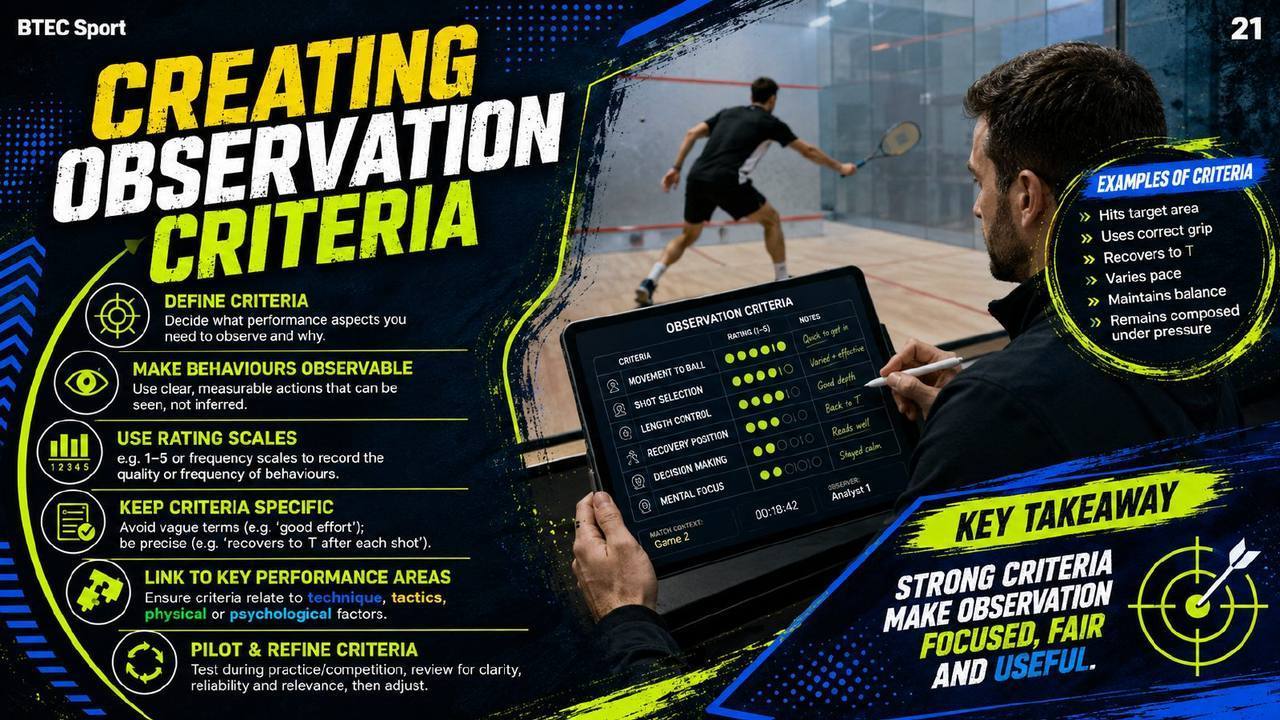 BTEC Sport
21
CREATING
OBSERVATION
CRITERIA
DEFINE CRITERIA
Decide what performance aspects you
need to observe and why.
MAKE BEHAVIOURS OBSERVABLE
Use clear, measurable actions that can be
seen, not inferred.
1 2 3 4 5
USE RATING SCALES
e.g. 1–5 or frequency scales to record the
quality or frequency of behaviours.
KEEP CRITERIA SPECIFIC
Avoid vague terms (e.g. 'good effort');
be precise (e.g. 'recovers to T after each shot').
LINK TO KEY PERFORMANCE AREAS
Ensure criteria relate to technique, tactics,
physical or psychological factors.
PILOT & REFINE CRITERIA
Test during practice/competition, review for clarity,
reliability and relevance, then adjust.
OBSERVATION CRITERIA
CRITERIA RATING (1–5) NOTES
MOVEMENT TO BALL Quick to get in
SHOT SELECTION Varied + effective
LENGTH CONTROL Good depth
RECOVERY POSITION Back to T
DECISION MAKING Reads well
MENTAL FOCUS Stayed calm
MATCH CONTEXT:
Game 2
00:18:42
OBSERVER:
Analyst 1
EXAMPLES OF CRITERIA
Hits target area
Uses correct grip
Recovers to T
Varies pace
Maintains balance
Remains composed
under pressure
KEY TAKEAWAY
STRONG CRITERIA
MAKE OBSERVATION
FOCUSED, FAIR
AND USEFUL.